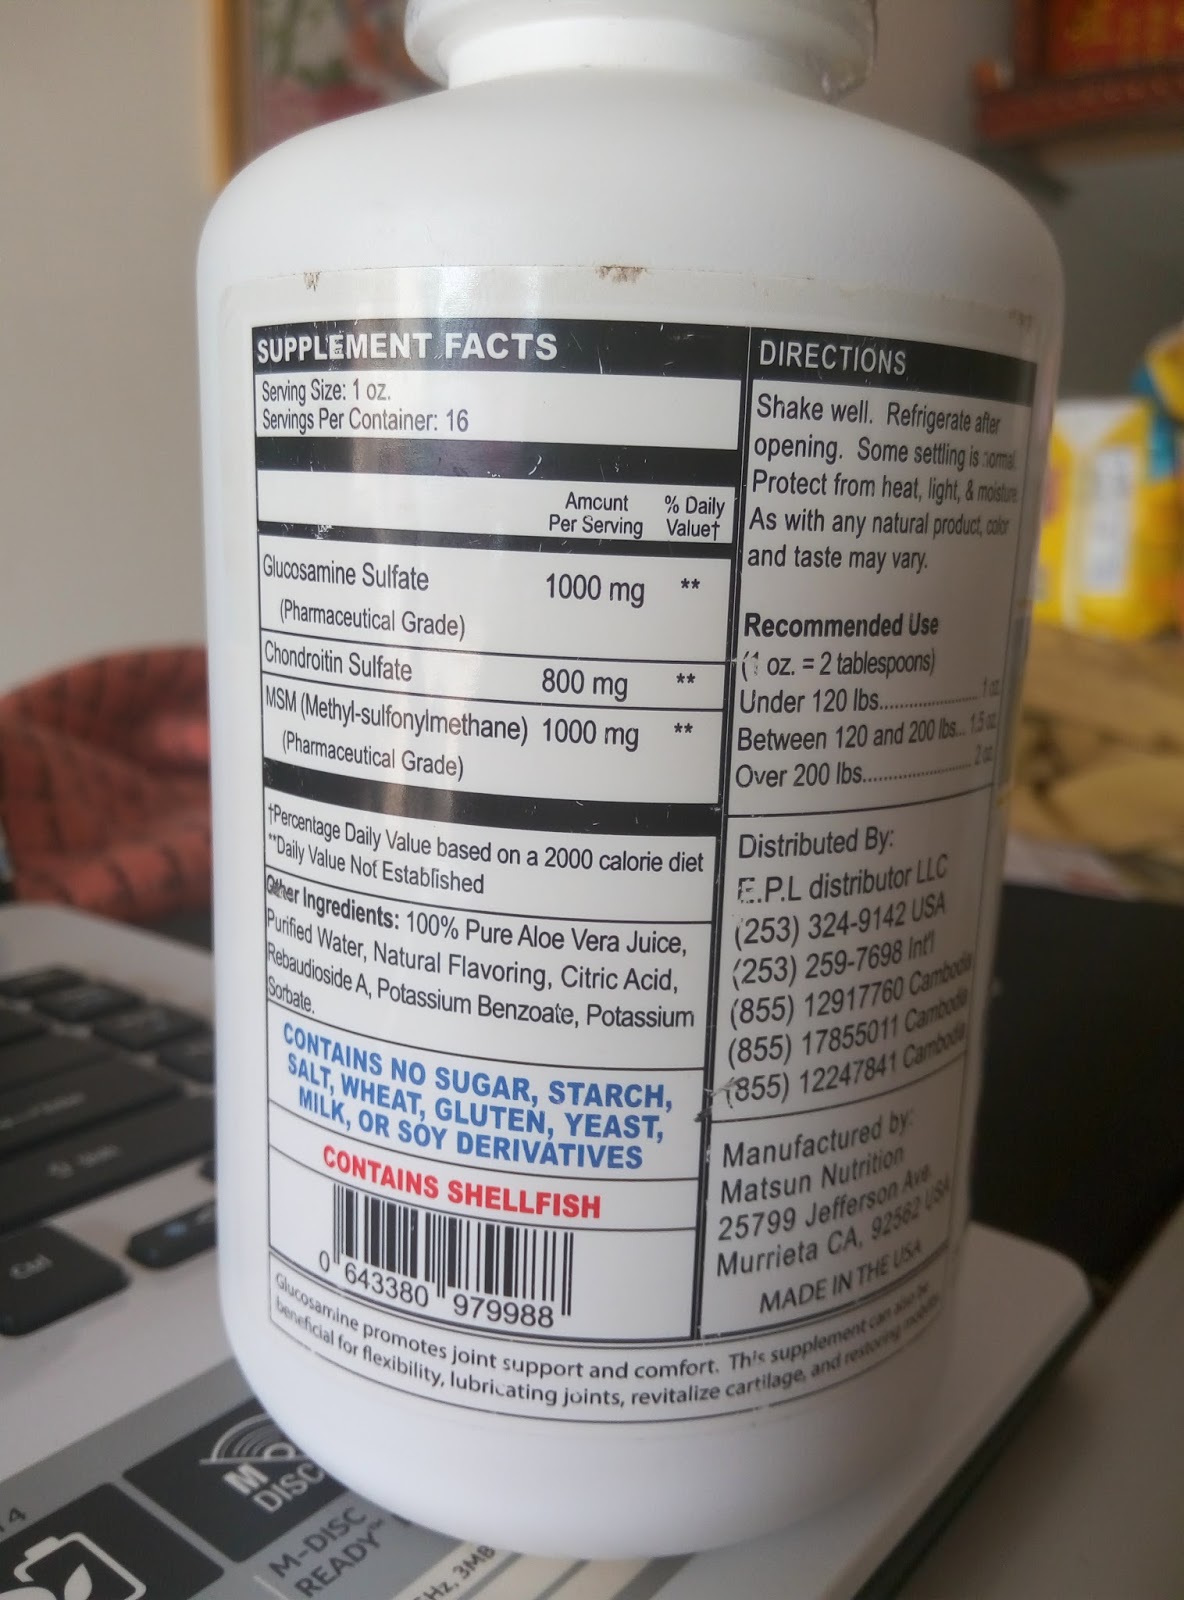 SUPPLEMENT FACTS
Serving Size: 1 oz.
Servings Per Container: 16
Amount
Per Serving
% Daily
Value†
Glucosamine Sulfate 1000 mg **
(Pharmaceutical Grade)
Chondroitin Sulfate 800 mg **
MSM (Methyl-sulfonylmethane) 1000 mg **
(Pharmaceutical Grade)
†Percentage Daily Value based on a 2000 calorie diet
**Daily Value Not Established
Other Ingredients: 100% Pure Aloe Vera Juice,
Purified Water, Natural Flavoring, Citric Acid,
Rebaudioside A, Potassium Benzoate, Potassium
Sorbate.
CONTAINS NO SUGAR, STARCH,
SALT, WHEAT, GLUTEN, YEAST,
MILK, OR SOY DERIVATIVES
CONTAINS SHELLFISH
0 643380 979988
DIRECTIONS
Shake well. Refrigerate after
opening. Some settling is normal.
Protect from heat, light, & moisture
As with any natural product, color
and taste may vary.
Recommended Use
(1 oz. = 2 tablespoons)
Under 120 lbs.................. 1 oz
Between 120 and 200 lbs... 1.5 oz
Over 200 lbs.................... 2 oz
Distributed By:
E.P.L distributor LLC
(253) 324-9142 USA
(253) 259-7698 Int'l
(855) 12917760 Cambodia
(855) 17855011 Cambodia
(855) 12247841 Cambodia
Manufactured by:
Matsun Nutrition
25799 Jefferson Ave.
Murrieta CA, 92562 USA
MADE IN THE USA
Glucosamine promotes joint support and comfort. This supplement can also be
beneficial for flexibility, lubricating joints, revitalize cartilage, and restoring mobility.
Ctrl
M
DISC
M-DISC
READY™
Hz, 3MB
14